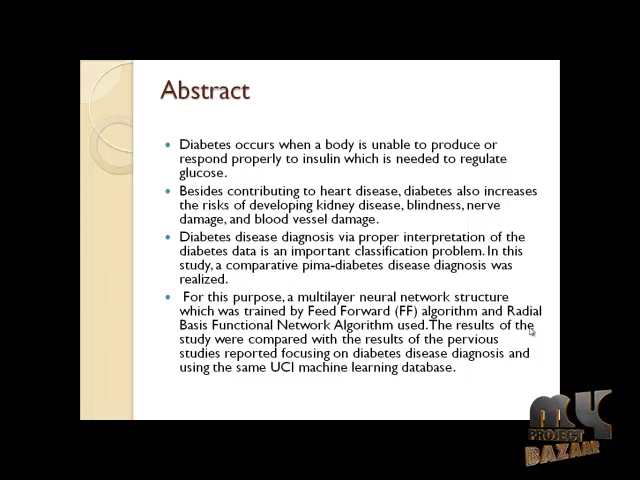 Abstract
Diabetes occurs when a body is unable to produce or
respond properly to insulin which is needed to regulate
glucose.
Besides contributing to heart disease, diabetes also increases
the risks of developing kidney disease, blindness, nerve
damage, and blood vessel damage.
Diabetes disease diagnosis via proper interpretation of the
diabetes data is an important classification problem. In this
study, a comparative pima-diabetes disease diagnosis was
realized.
For this purpose, a multilayer neural network structure
which was trained by Feed Forward (FF) algorithm and Radial
Basis Functional Network Algorithm used. The results of the
study were compared with the results of the pervious
studies reported focusing on diabetes disease diagnosis and
using the same UCI machine learning database.
MY
PROJECT
BAZAAR